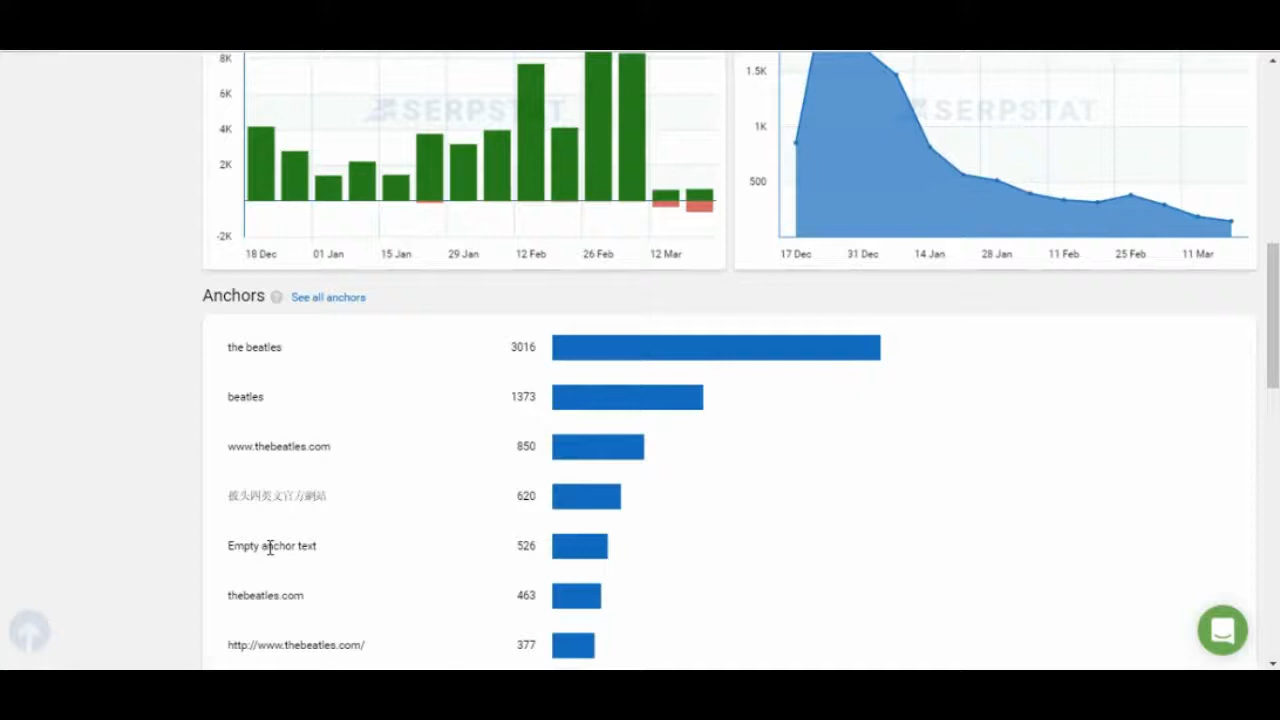 8K
6K
4K
2K
-2K
SERPSTAT
18 Dec 01 Jan 15 Jan 29 Jan 12 Feb 26 Feb 12 Mar
1.5K
1K
500
SERPSTAT
17 Dec 31 Dec 14 Jan 28 Jan 11 Feb 25 Feb 11 Mar
Anchors ? See all anchors
the beatles 3016
beatles 1373
www.thebeatles.com 850
披头四英文官方網站 620
Empty anchor text 526
thebeatles.com 463
http://www.thebeatles.com/ 377